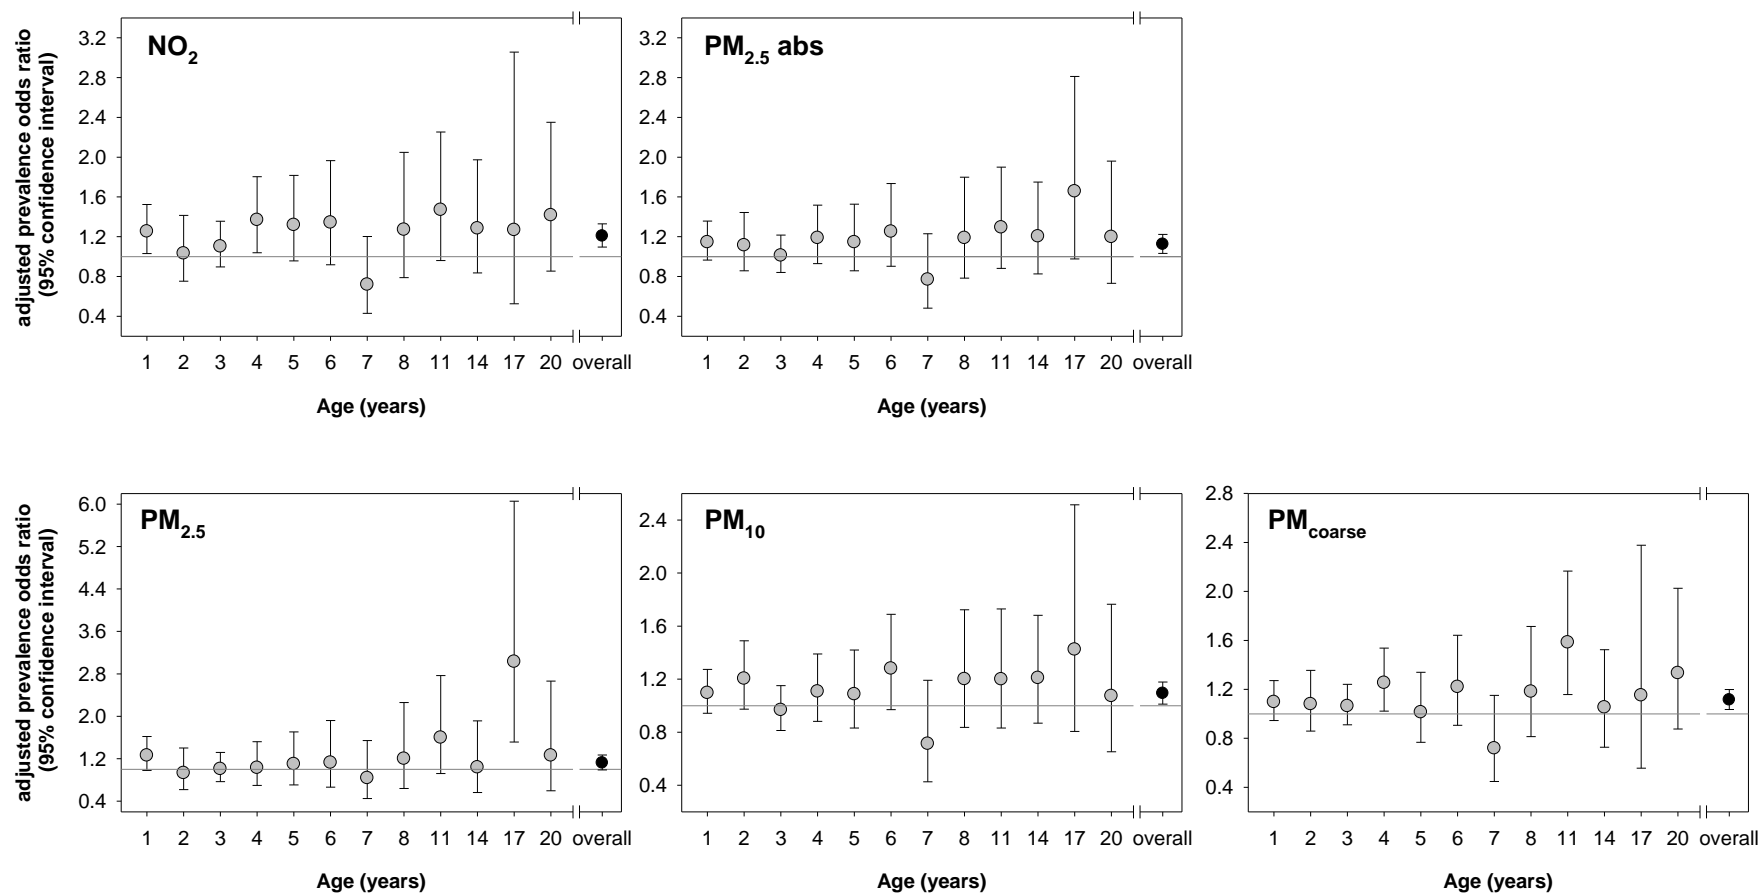 adjusted prevalence odds ratio
(95% confidence interval)
NO2
3.2
2.8
2.4
2.0
1.6
1.2
0.8
0.4
1 2 3 4 5 6 7 8 11 14 17 20 overall
Age (years)
PM2.5 abs
3.2
2.8
2.4
2.0
1.6
1.2
0.8
0.4
1 2 3 4 5 6 7 8 11 14 17 20 overall
Age (years)
adjusted prevalence odds ratio
(95% confidence interval)
PM2.5
6.0
5.2
4.4
3.6
2.8
2.0
1.2
0.4
1 2 3 4 5 6 7 8 11 14 17 20 overall
Age (years)
PM10
2.4
2.0
1.6
1.2
0.8
0.4
1 2 3 4 5 6 7 8 11 14 17 20 overall
Age (years)
PMcoarse
2.8
2.4
2.0
1.6
1.2
0.8
0.4
1 2 3 4 5 6 7 8 11 14 17 20 overall
Age (years)